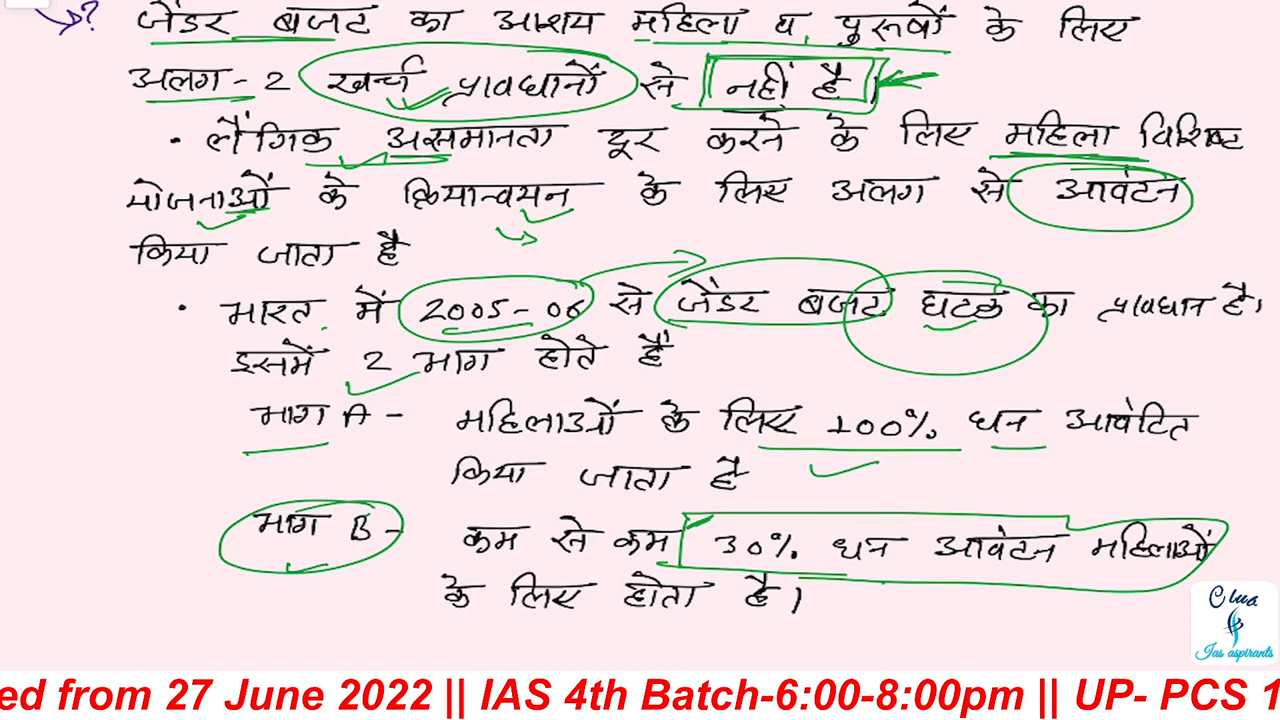 जेंडर बजट का आशय महिला व पुरूषों के लिए
अलग-2 खर्च प्रावधानों से नहीं है।
• लैंगिक असमानता दूर करने के लिए महिला विशिष्ट
योजनाओं के क्रियान्वयन के लिए अलग से आवंटन
किया जाता है
• भारत में 2005-06 से जेंडर बजट घटक का प्रावधान है।
इसमें 2 भाग होते हैं
भाग A - महिलाओं के लिए 100% धन आवंटित
किया जाता है
भाग B - कम से कम 30% धन आवंटन महिलाओं
के लिए होता है।
Ias aspirants
ed from 27 June 2022 || IAS 4th Batch-6:00-8:00pm || UP- PCS 1